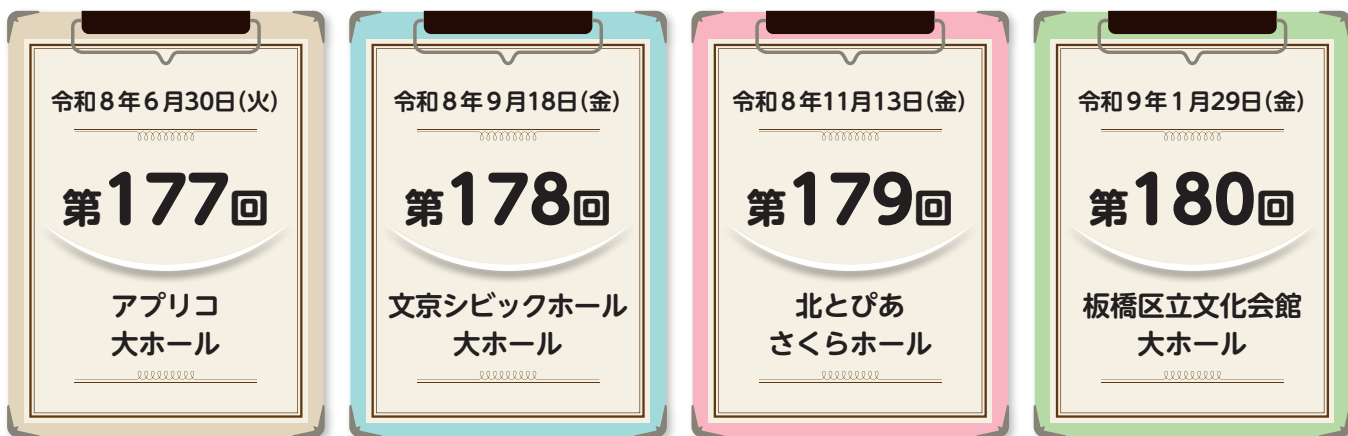 令和８年６月30日(火)
第177回
アプリコ
大ホール
令和８年９月18日(金)
第178回
文京シビックホール
大ホール
令和８年11月13日(金)
第179回
北とぴあ
さくらホール
令和９年１月29日(金)
第180回
板橋区立文化会館
大ホール